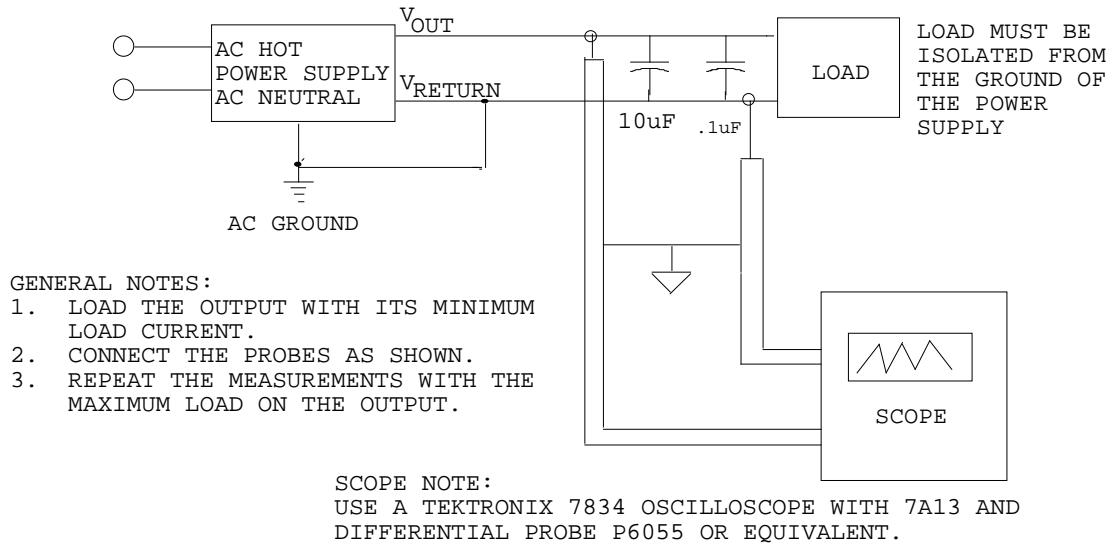 VOUT
AC HOT
POWER SUPPLY
AC NEUTRAL
VRETURN
10uF
.1uF
LOAD
LOAD MUST BE
ISOLATED FROM
THE GROUND OF
THE POWER
SUPPLY
AC GROUND
GENERAL NOTES:
1. LOAD THE OUTPUT WITH ITS MINIMUM
LOAD CURRENT.
2. CONNECT THE PROBES AS SHOWN.
3. REPEAT THE MEASUREMENTS WITH THE
MAXIMUM LOAD ON THE OUTPUT.
SCOPE
SCOPE NOTE:
USE A TEKTRONIX 7834 OSCILLOSCOPE WITH 7A13 AND
DIFFERENTIAL PROBE P6055 OR EQUIVALENT.